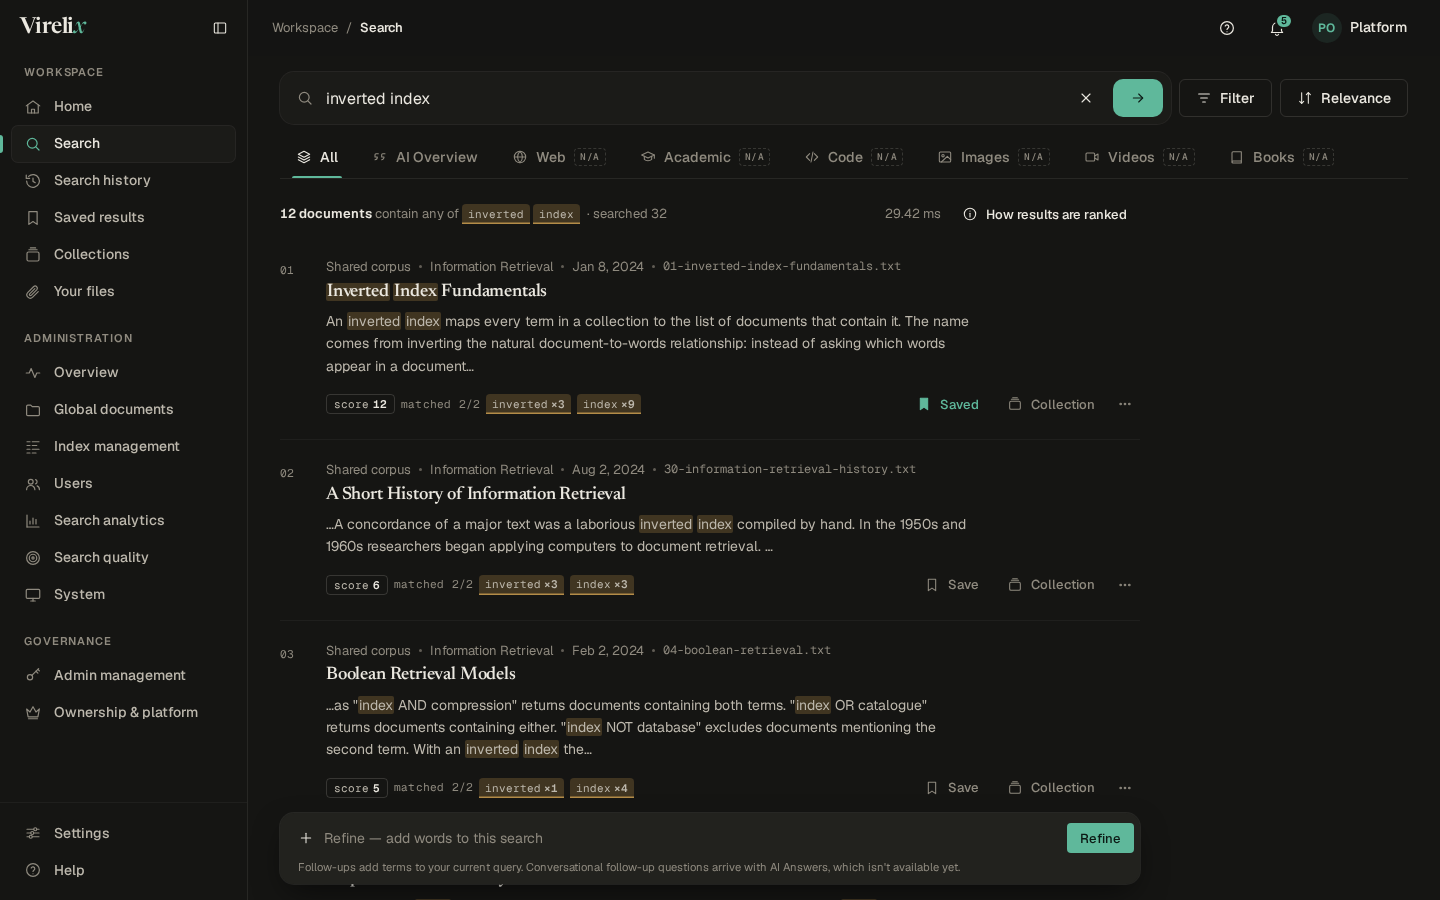 Virelix
Workspace / Search
5
PO Platform
WORKSPACE
Home
Search
Search history
Saved results
Collections
Your files
ADMINISTRATION
Overview
Global documents
Index management
Users
Search analytics
Search quality
System
GOVERNANCE
Admin management
Ownership & platform
Settings
Help
inverted index
Filter
Relevance
All AI Overview Web N/A Academic N/A Code N/A Images N/A Videos N/A Books N/A
12 documents contain any of inverted index · searched 32
29.42 ms How results are ranked
01 Shared corpus • Information Retrieval • Jan 8, 2024 • 01-inverted-index-fundamentals.txt
Inverted Index Fundamentals
An inverted index maps every term in a collection to the list of documents that contain it. The name
comes from inverting the natural document-to-words relationship: instead of asking which words
appear in a document…
score 12 matched 2/2 inverted ×3 index ×9 Saved Collection
02 Shared corpus • Information Retrieval • Aug 2, 2024 • 30-information-retrieval-history.txt
A Short History of Information Retrieval
…A concordance of a major text was a laborious inverted index compiled by hand. In the 1950s and
1960s researchers began applying computers to document retrieval. …
score 6 matched 2/2 inverted ×3 index ×3 Save Collection
03 Shared corpus • Information Retrieval • Feb 2, 2024 • 04-boolean-retrieval.txt
Boolean Retrieval Models
…as "index AND compression" returns documents containing both terms. "index OR catalogue"
returns documents containing either. "index NOT database" excludes documents mentioning the
second term. With an inverted index the…
score 5 matched 2/2 inverted ×1 index ×4 Save Collection
Refine — add words to this search
Refine
Follow-ups add terms to your current query. Conversational follow-up questions arrive with AI Answers, which isn't available yet.